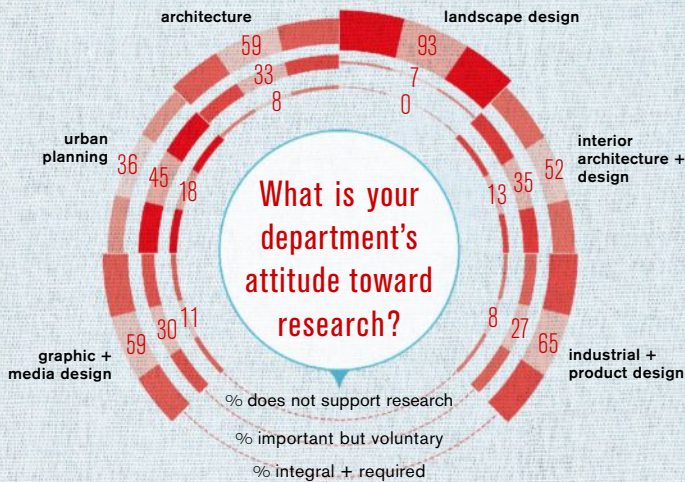 architecture
59
33
8
landscape design
93
7
0
urban
planning
36
45
18
interior
architecture +
design
52
35
13
What is your
department's
attitude toward
research?
graphic +
media design
59
30
11
industrial +
product design
65
27
8
% does not support research
% important but voluntary
% integral + required